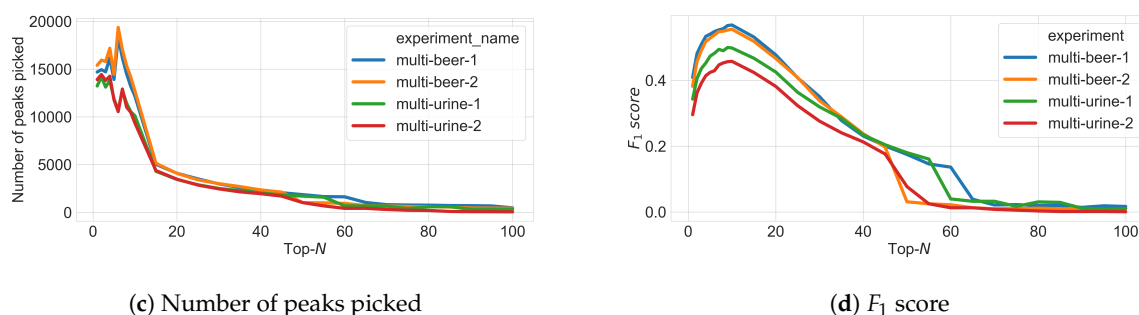 20000
15000
10000
5000
0
Number of peaks picked
experiment_name
multi-beer-1
multi-beer-2
multi-urine-1
multi-urine-2
0 20 40 60 80 100
Top-N
(c) Number of peaks picked
0.4
0.2
0.0
F1 score
experiment
multi-beer-1
multi-beer-2
multi-urine-1
multi-urine-2
0 20 40 60 80 100
Top-N
(d) F1 score